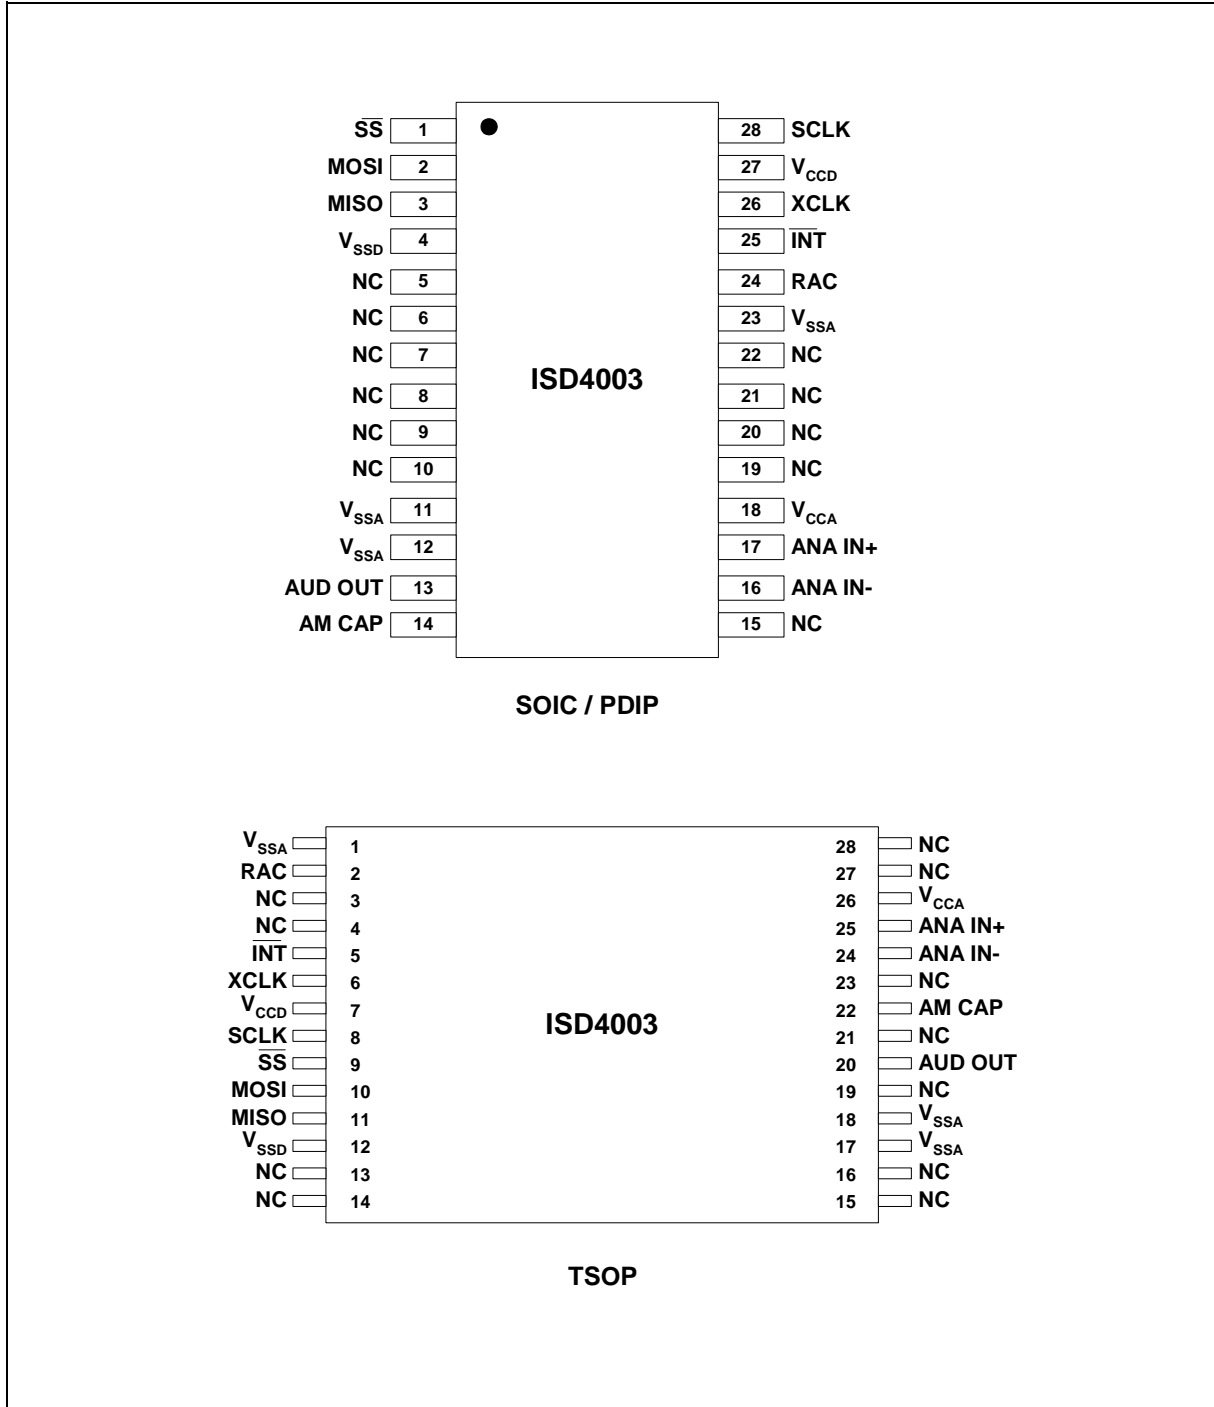 S̅S̅ 1 28 SCLK
MOSI 2 27 VCCD
MISO 3 26 XCLK
VSSD 4 25 I̅N̅T̅
NC 5 24 RAC
NC 6 23 VSSA
NC 7 22 NC
ISD4003
NC 8 21 NC
NC 9 20 NC
NC 10 19 NC
VSSA 11 18 VCCA
VSSA 12 17 ANA IN+
AUD OUT 13 16 ANA IN-
AM CAP 14 15 NC
SOIC / PDIP
VSSA 1 28 NC
RAC 2 27 NC
NC 3 26 VCCA
NC 4 25 ANA IN+
I̅N̅T̅ 5 24 ANA IN-
XCLK 6 23 NC
VCCD 7 22 AM CAP
ISD4003
SCLK 8 21 NC
S̅S̅ 9 20 AUD OUT
MOSI 10 19 NC
MISO 11 18 VSSA
VSSD 12 17 VSSA
NC 13 16 NC
NC 14 15 NC
TSOP